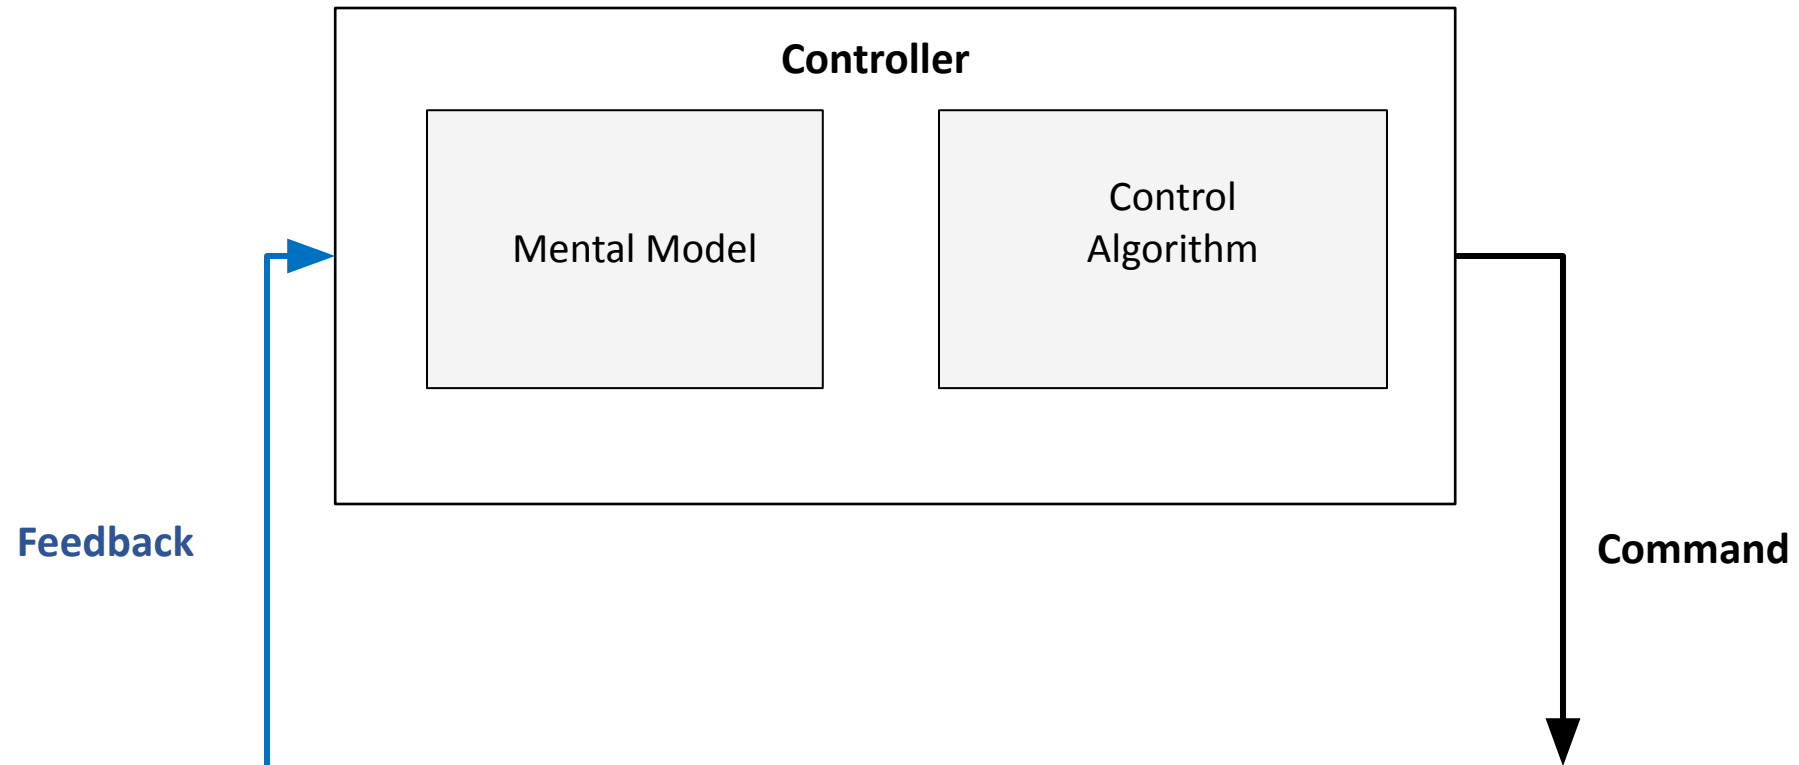 Controller
Mental Model
Control
Algorithm
Feedback
Command